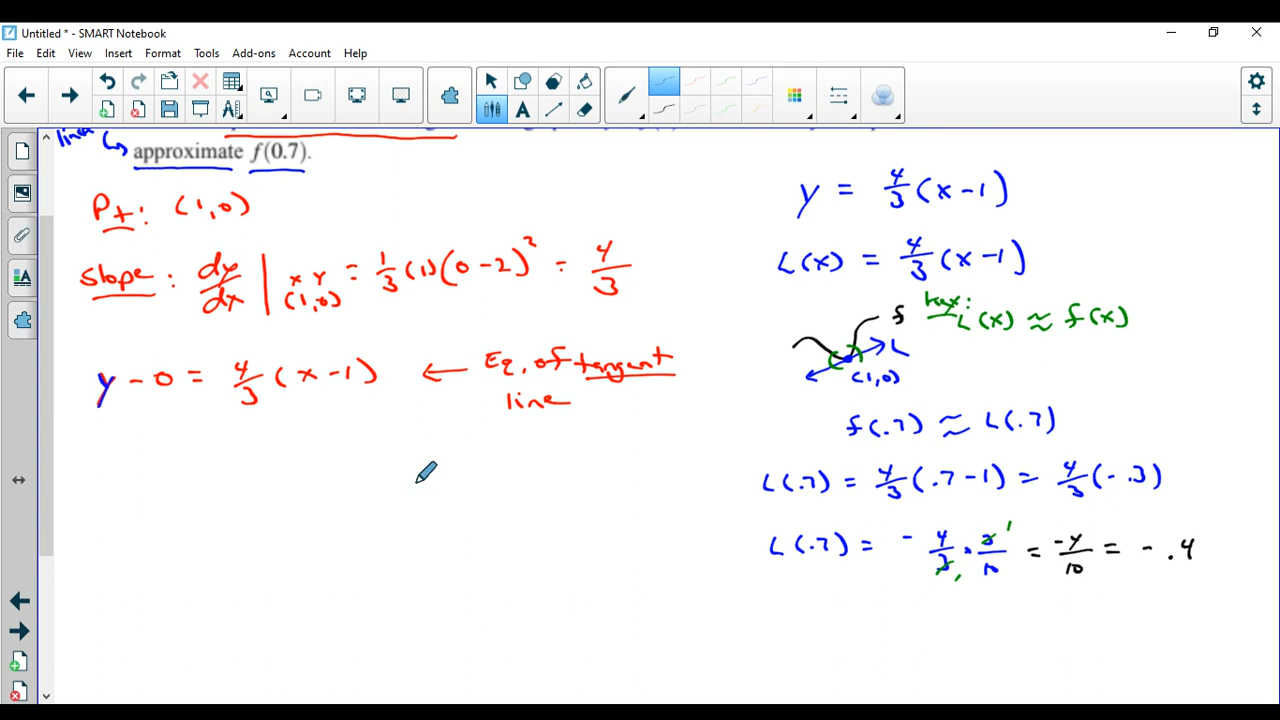 Untitled * - SMART Notebook
File Edit View Insert Format Tools Add-ons Account Help
line
approximate f(0.7).
Pt: (1,0)
slope: dy/dx | x y (1,0) = 1/3 (1)(0-2)² = 4/3
y - 0 = 4/3 (x-1) ← Eq. of tangent
line
y = 4/3 (x-1)
L(x) = 4/3 (x-1)
f
key:
L(x) ≈ f(x)
L
(1,0)
f(.7) ≈ L(.7)
L(.7) = 4/3 (.7-1) = 4/3 (-.3)
L(.7) = - 4/3 · 3/10 = -4/10 = -.4